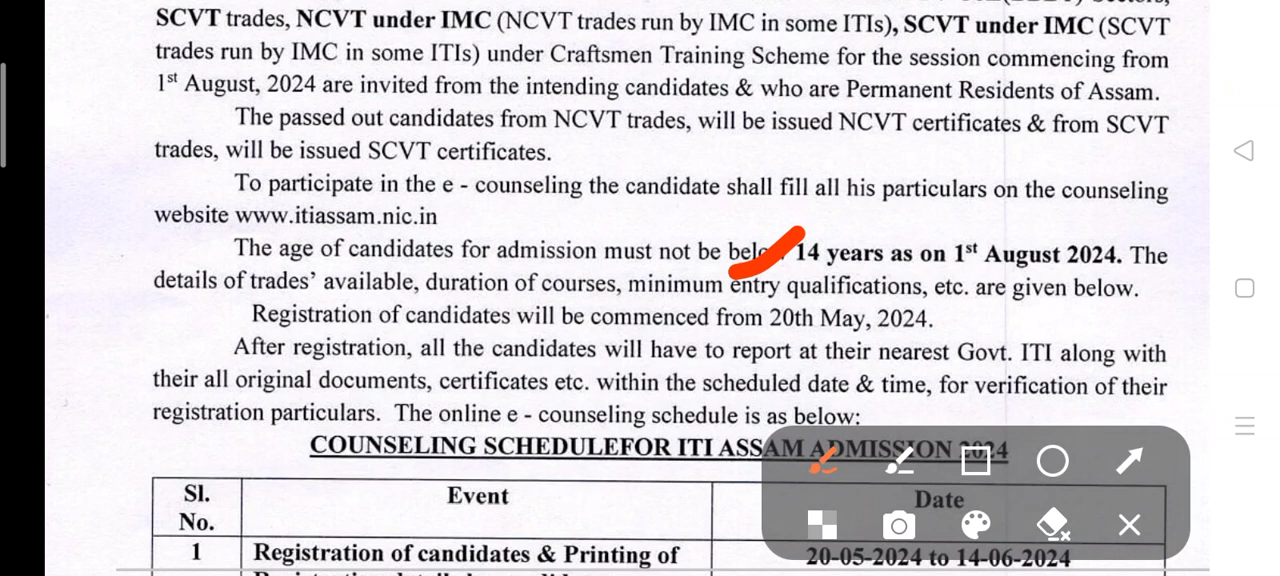 SCVT trades, NCVT under IMC (NCVT trades run by IMC in some ITIs), SCVT under IMC (SCVT
trades run by IMC in some ITIs) under Craftsmen Training Scheme for the session commencing from
1st August, 2024 are invited from the intending candidates & who are Permanent Residents of Assam.
The passed out candidates from NCVT trades, will be issued NCVT certificates & from SCVT
trades, will be issued SCVT certificates.
To participate in the e - counseling the candidate shall fill all his particulars on the counseling
website www.itiassam.nic.in
The age of candidates for admission must not be 14 years as on 1st August 2024. The
details of trades’ available, duration of courses, minimum entry qualifications, etc. are given below.
Registration of candidates will be commenced from 20th May, 2024.
After registration, all the candidates will have to report at their nearest Govt. ITI along with
their all original documents, certificates etc. within the scheduled date & time, for verification of their
registration particulars. The online e - counseling schedule is as below:
COUNSELING SCHEDULEFOR ITI ASSAM ADMISSION 2024
Sl. No. Event Date
1 Registration of candidates & Printing of 20-05-2024 to 14-06-2024